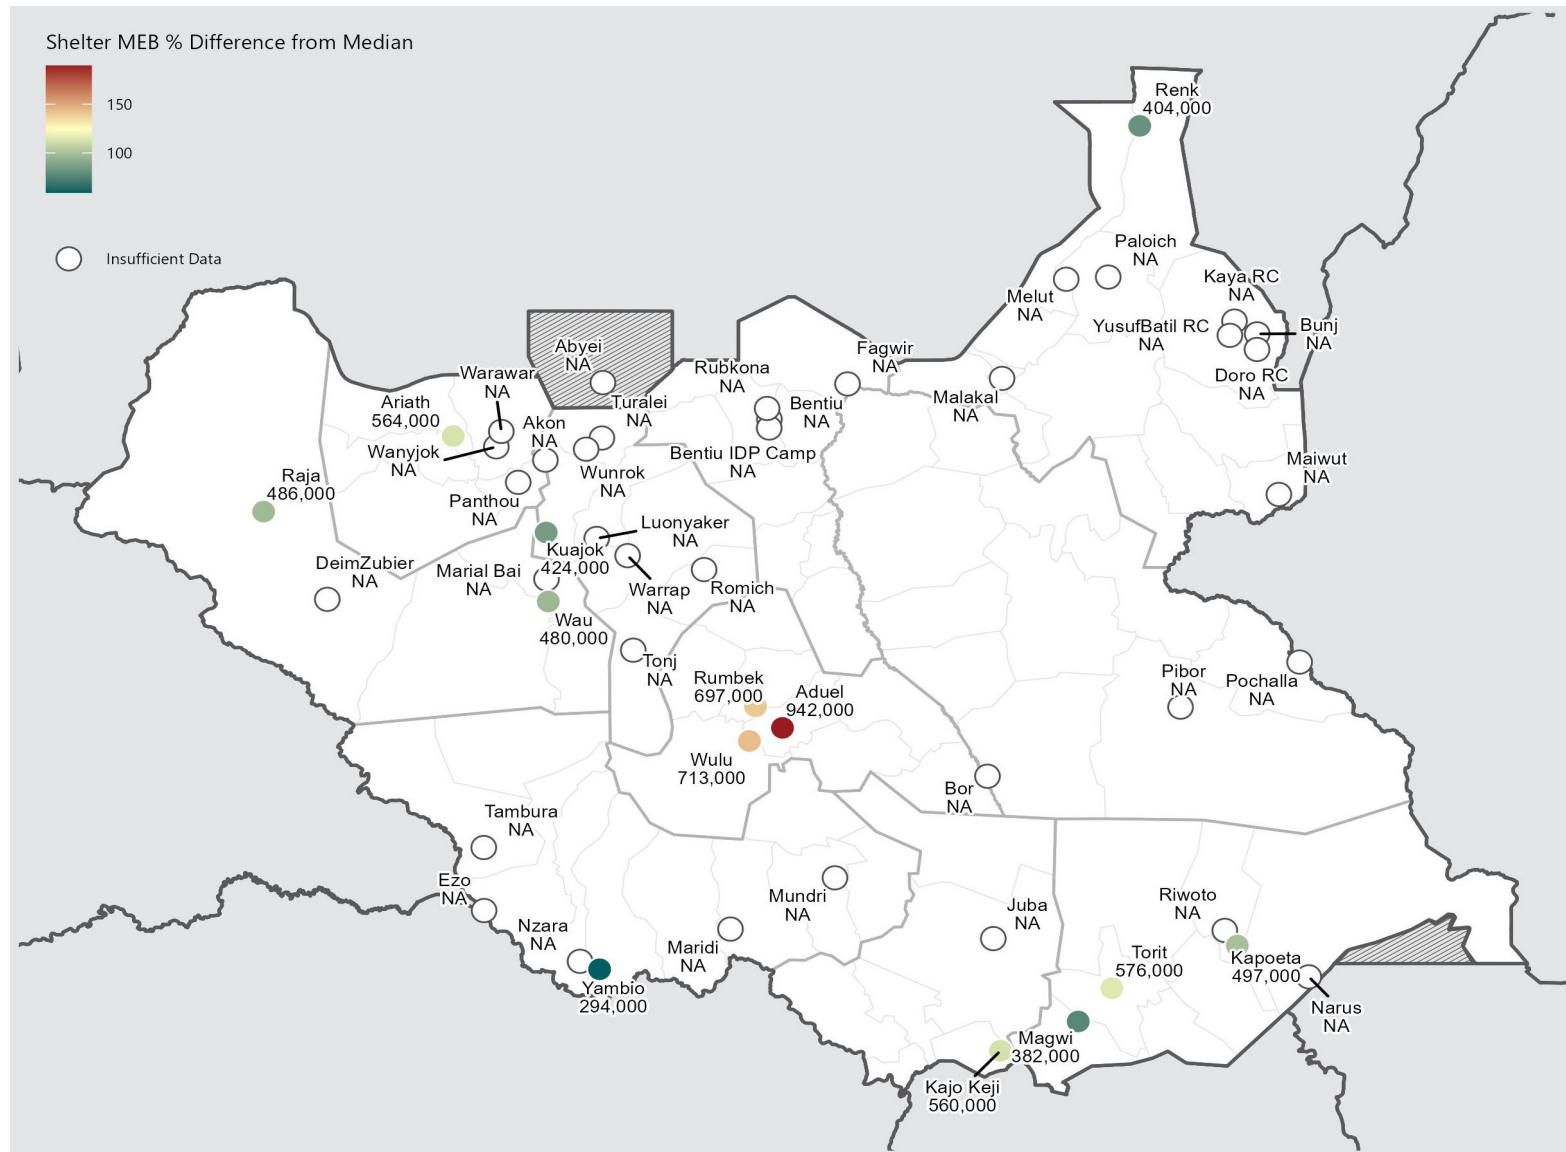 Shelter MEB % Difference from Median
150
100
Insufficient Data
Renk
404,000
Paloich
NA
Kaya RC
NA
Melut
NA
YusufBatil RC
NA
Bunj
NA
Doro RC
NA
Abyei
NA
Fagwir
NA
Rubkona
NA
Warawar
NA
Malakal
NA
Ariath
564,000
Turalei
NA
Bentiu
NA
Akon
NA
Wanyjok
NA
Bentiu IDP Camp
NA
Maiwut
NA
Wunrok
NA
Raja
486,000
Panthou
NA
Luonyaker
NA
Kuajok
424,000
DeimZubier
NA
Marial Bai
NA
Warrap
NA
Romich
NA
Wau
480,000
Tonj
NA
Pibor
NA
Pochalla
NA
Rumbek
697,000
Aduel
942,000
Wulu
713,000
Bor
NA
Tambura
NA
Ezo
NA
Mundri
NA
Riwoto
NA
Juba
NA
Nzara
NA
Maridi
NA
Torit
576,000
Kapoeta
497,000
Yambio
294,000
Narus
NA
Magwi
382,000
Kajo Keji
560,000